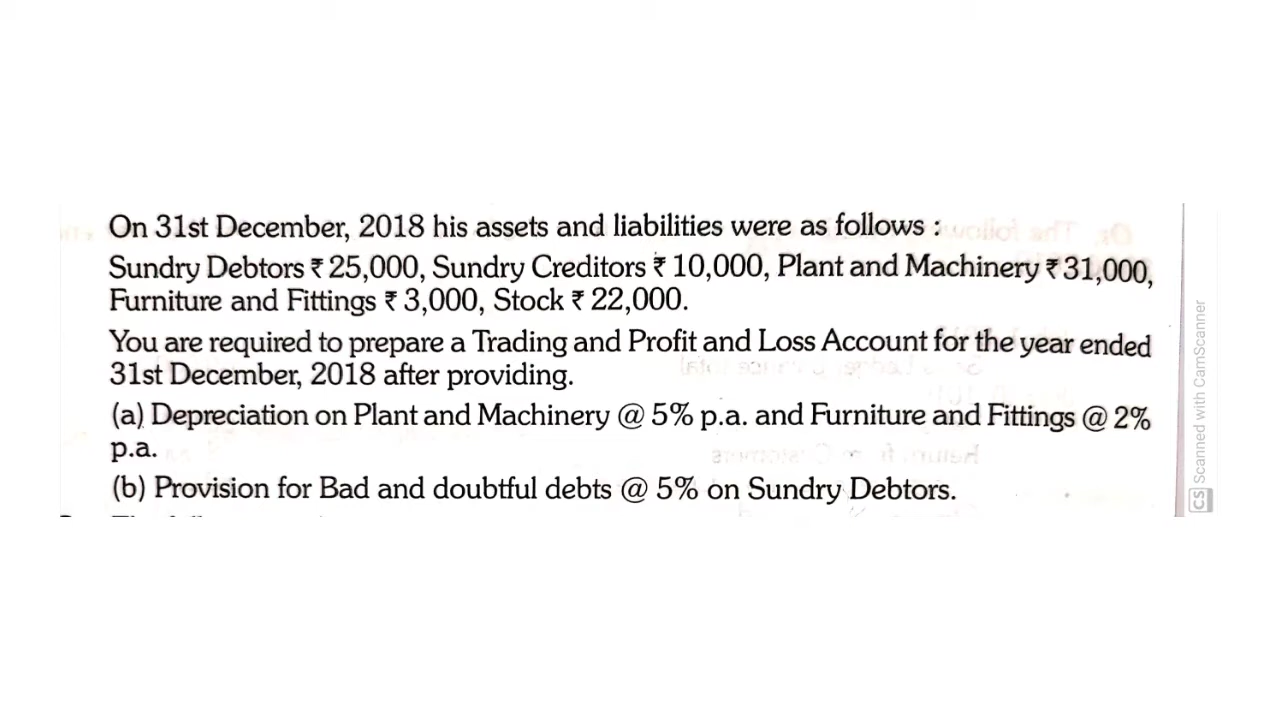 On 31st December, 2018 his assets and liabilities were as follows :
Sundry Debtors ₹ 25,000, Sundry Creditors ₹ 10,000, Plant and Machinery ₹ 31,000,
Furniture and Fittings ₹ 3,000, Stock ₹ 22,000.
You are required to prepare a Trading and Profit and Loss Account for the year ended
31st December, 2018 after providing.
(a) Depreciation on Plant and Machinery @ 5% p.a. and Furniture and Fittings @ 2%
p.a.
(b) Provision for Bad and doubtful debts @ 5% on Sundry Debtors.
CS Scanned with CamScanner